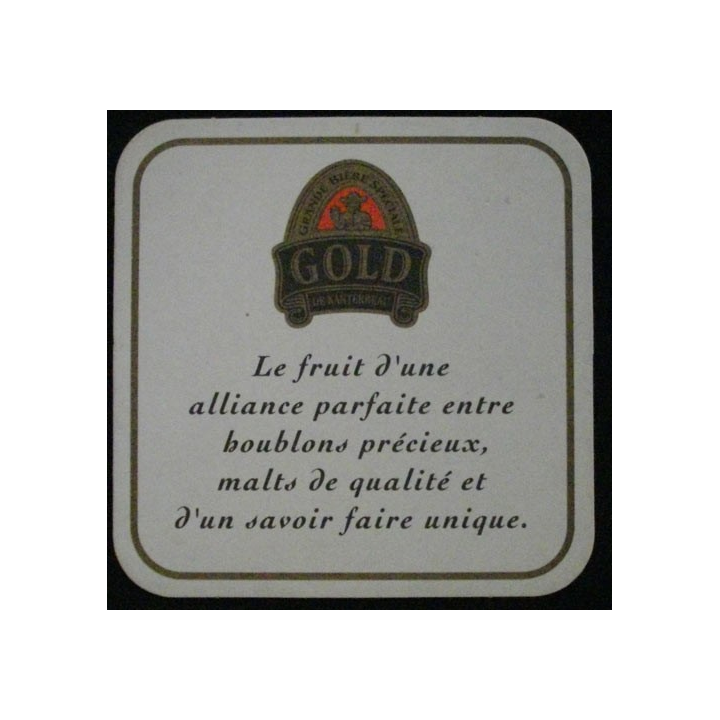 GRANDE BIÈRE SPÉCIALE
GOLD
DE KANTERBRAU
Le fruit d'une
alliance parfaite entre
houblons précieux,
malts de qualité et
d'un savoir faire unique.